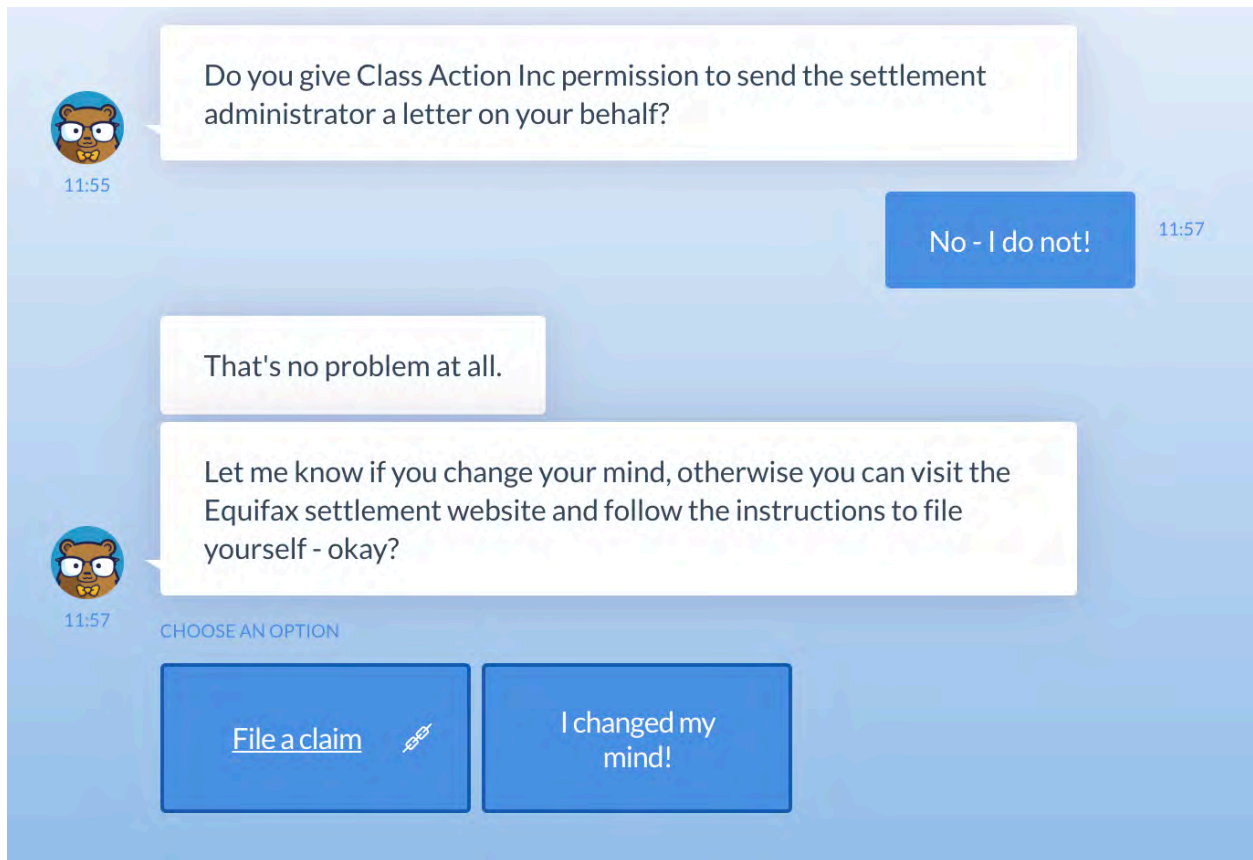 Do you give Class Action Inc permission to send the settlement
administrator a letter on your behalf?
11:55
No - I do not!
11:57
That's no problem at all.
Let me know if you change your mind, otherwise you can visit the
Equifax settlement website and follow the instructions to file
yourself - okay?
11:57
CHOOSE AN OPTION
File a claim
I changed my
mind!